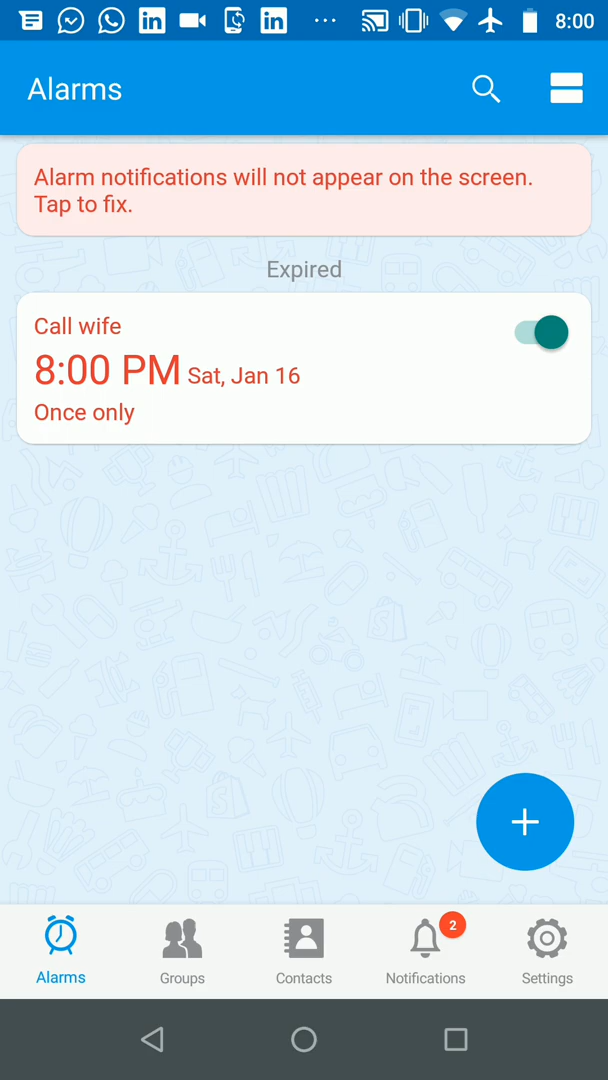 8:00
Alarms
Alarm notifications will not appear on the screen.
Tap to fix.
Expired
Call wife
8:00 PM Sat, Jan 16
Once only
2
Alarms
Groups
Contacts
Notifications
Settings